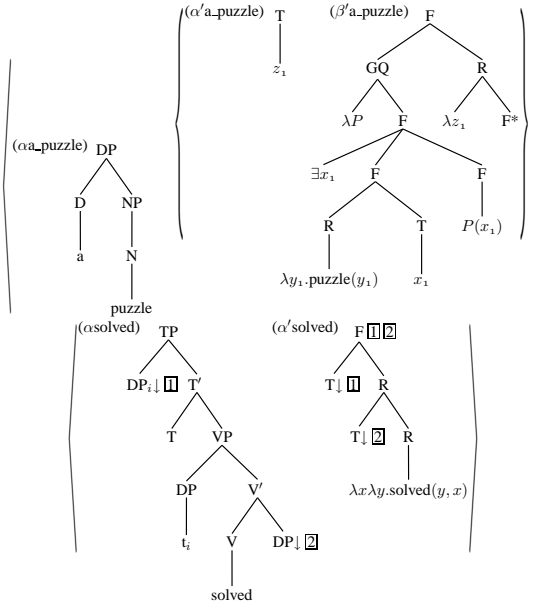 (α′a_puzzle) T (β′a_puzzle) F
z₁ GQ R
λP F λz₁ F*
(αa_puzzle) DP
∃x₁ F F
D NP
R T P(x₁)
a N
λy₁.puzzle(y₁) x₁
puzzle
(αsolved) TP (α′solved) F 1 2
DPᵢ↓ 1 T′ T↓ 1 R
T VP T↓ 2 R
DP V′ λxλy.solved(y, x)
tᵢ V DP↓ 2
solved